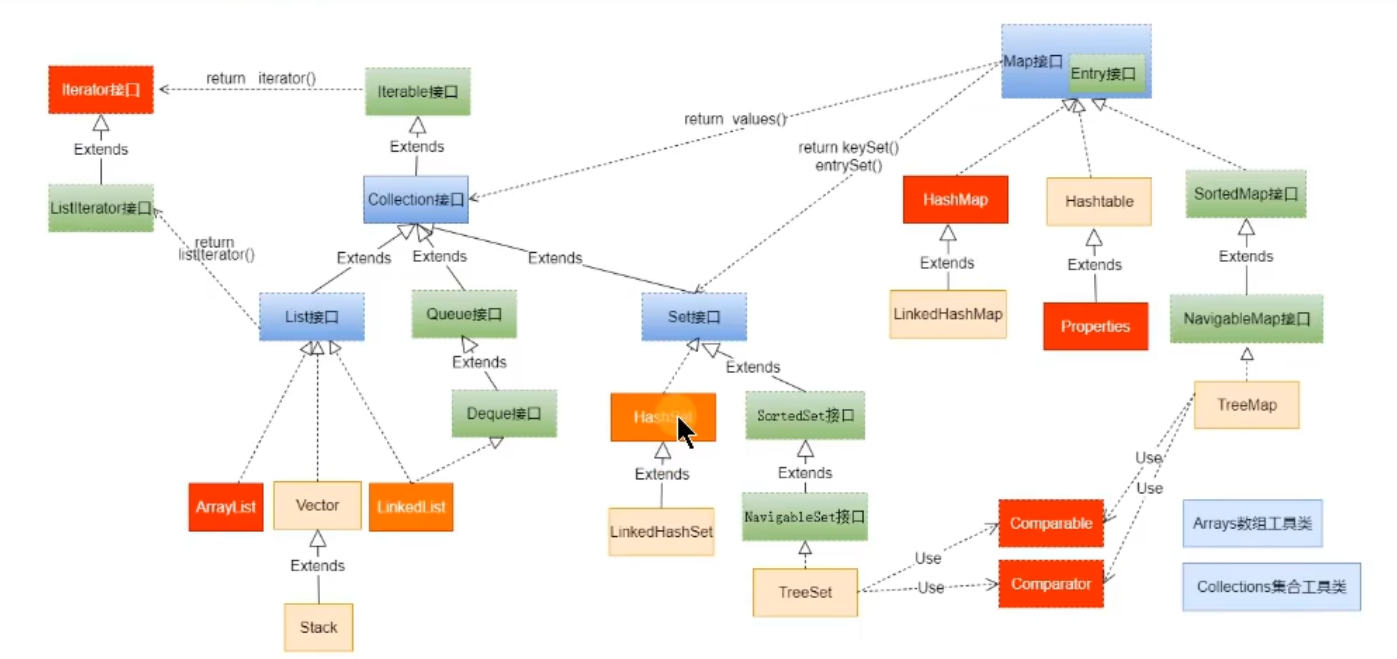 Map接口
Entry接口
Iterator接口
return iterator()
Iterable接口
return values()
Extends
Extends
return keySet()
entrySet()
ListIterator接口
Collection接口
HashMap
Hashtable
SortedMap接口
return
listIterator()
Extends
Extends
Extends
Extends
Extends
Extends
List接口
Queue接口
Set接口
LinkedHashMap
Properties
NavigableMap接口
Extends
Extends
Deque接口
SortedSet接口
TreeMap
Extends
Extends
Use
Use
ArrayList
Vector
LinkedList
LinkedHashSet
NavigableSet接口
Comparable
Arrays数组工具类
Extends
Use
Use
TreeSet
Comparator
Collections集合工具类
Stack